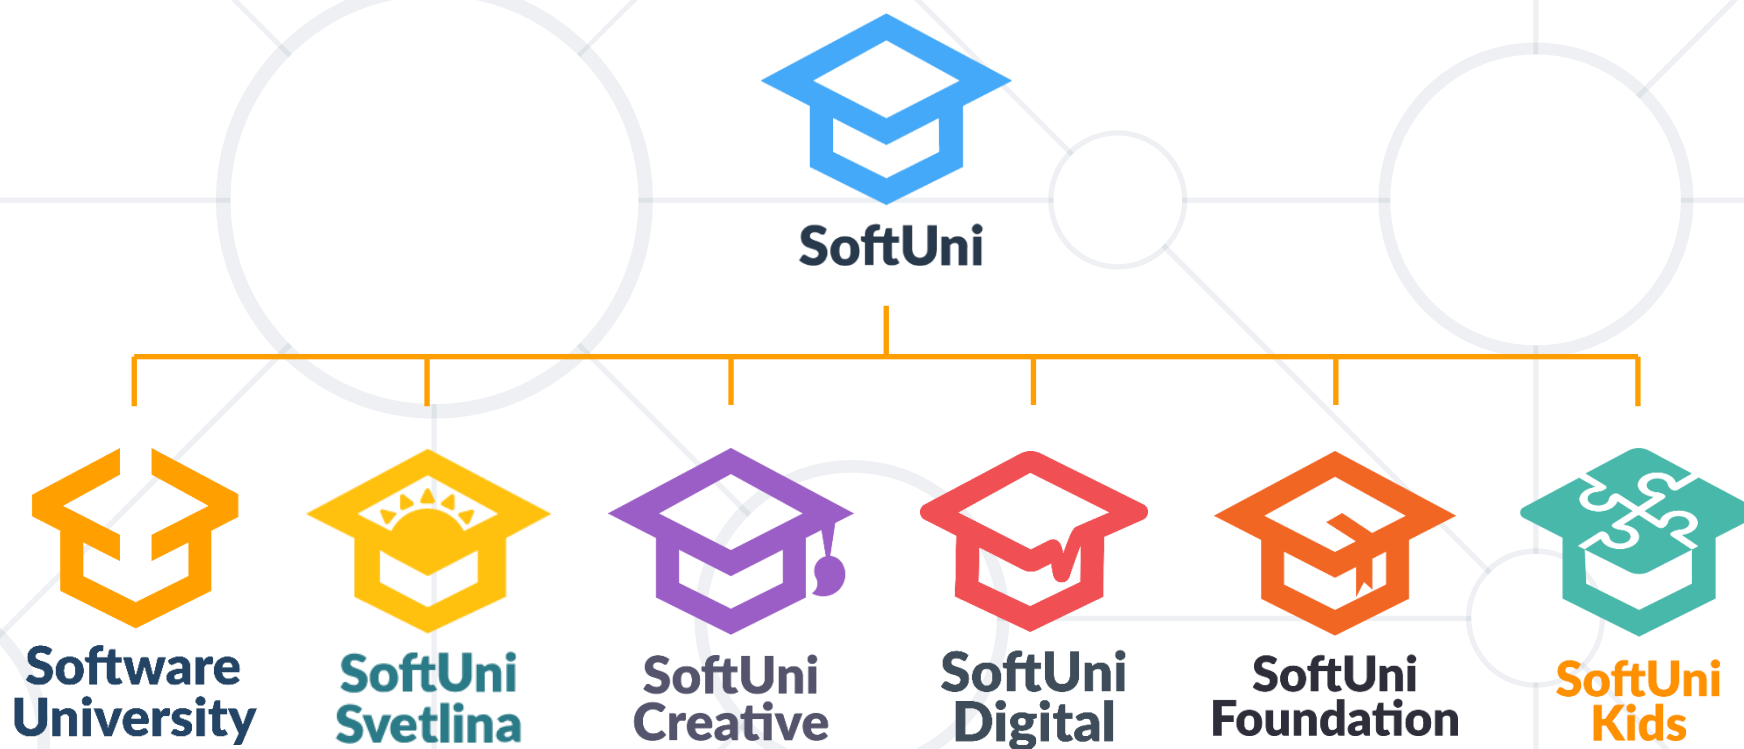 SoftUni
Software
University
SoftUni
Svetlina
SoftUni
Creative
SoftUni
Digital
SoftUni
Foundation
SoftUni
Kids